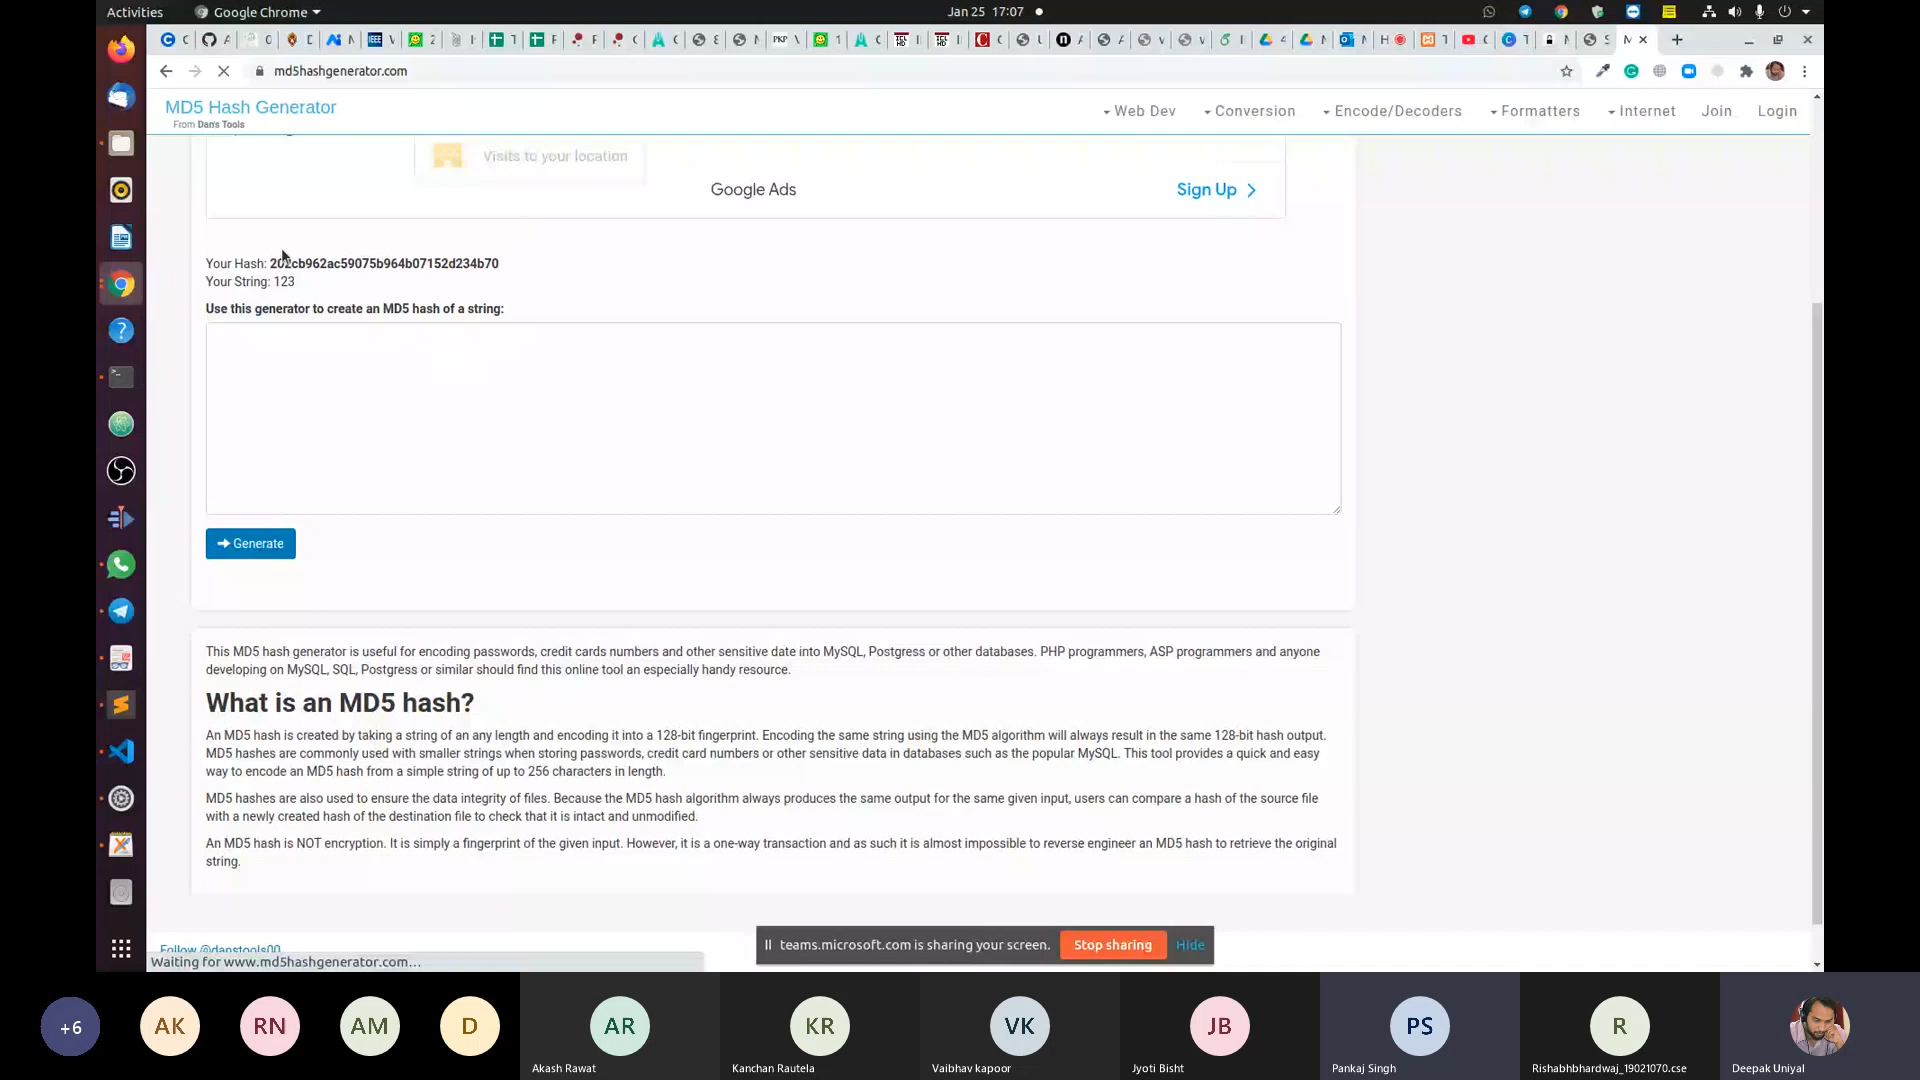 Activities
Google Chrome
Jan 25 17:07
md5hashgenerator.com
MD5 Hash Generator
From Dan's Tools
Web Dev
Conversion
Encode/Decoders
Formatters
Internet
Join
Login
Visits to your location
Google Ads
Sign Up
Your Hash: 202cb962ac59075b964b07152d234b70
Your String: 123
Use this generator to create an MD5 hash of a string:
Generate
This MD5 hash generator is useful for encoding passwords, credit cards numbers and other sensitive date into MySQL, Postgress or other databases. PHP programmers, ASP programmers and anyone
developing on MySQL, SQL, Postgress or similar should find this online tool an especially handy resource.
What is an MD5 hash?
An MD5 hash is created by taking a string of an any length and encoding it into a 128-bit fingerprint. Encoding the same string using the MD5 algorithm will always result in the same 128-bit hash output.
MD5 hashes are commonly used with smaller strings when storing passwords, credit card numbers or other sensitive data in databases such as the popular MySQL. This tool provides a quick and easy
way to encode an MD5 hash from a simple string of up to 256 characters in length.
MD5 hashes are also used to ensure the data integrity of files. Because the MD5 hash algorithm always produces the same output for the same given input, users can compare a hash of the source file
with a newly created hash of the destination file to check that it is intact and unmodified.
An MD5 hash is NOT encryption. It is simply a fingerprint of the given input. However, it is a one-way transaction and as such it is almost impossible to reverse engineer an MD5 hash to retrieve the original
string.
Follow @danstools00
Waiting for www.md5hashgenerator.com...
teams.microsoft.com is sharing your screen.
Stop sharing
Hide
+6
AK
RN
AM
D
AR
KR
VK
JB
PS
R
Akash Rawat
Kanchan Rautela
Vaibhav kapoor
Jyoti Bisht
Pankaj Singh
Rishabhbhardwaj_19021070.cse
Deepak Uniyal